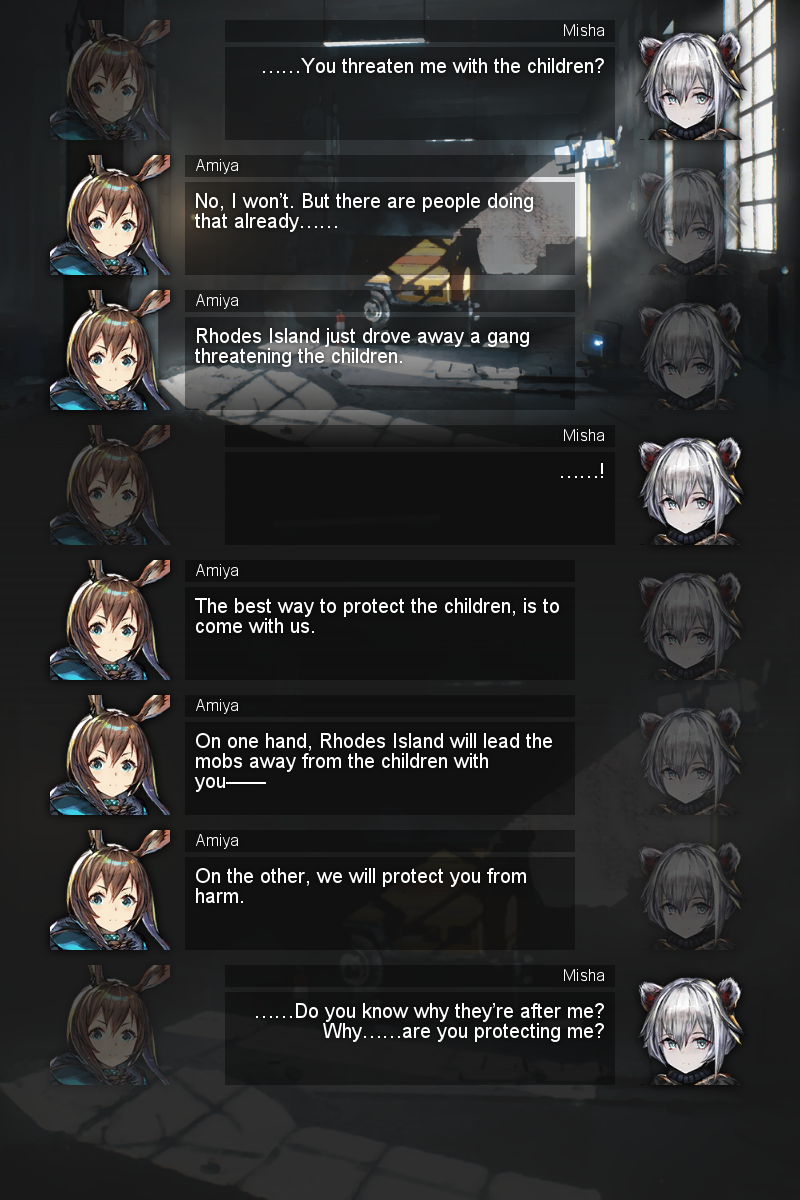 Misha
……You threaten me with the children?
Amiya
No, I won't. But there are people doing
that already……
Amiya
Rhodes Island just drove away a gang
threatening the children.
Misha
……!
Amiya
The best way to protect the children, is to
come with us.
Amiya
On one hand, Rhodes Island will lead the
mobs away from the children with
you——
Amiya
On the other, we will protect you from
harm.
Misha
……Do you know why they're after me?
Why……are you protecting me?